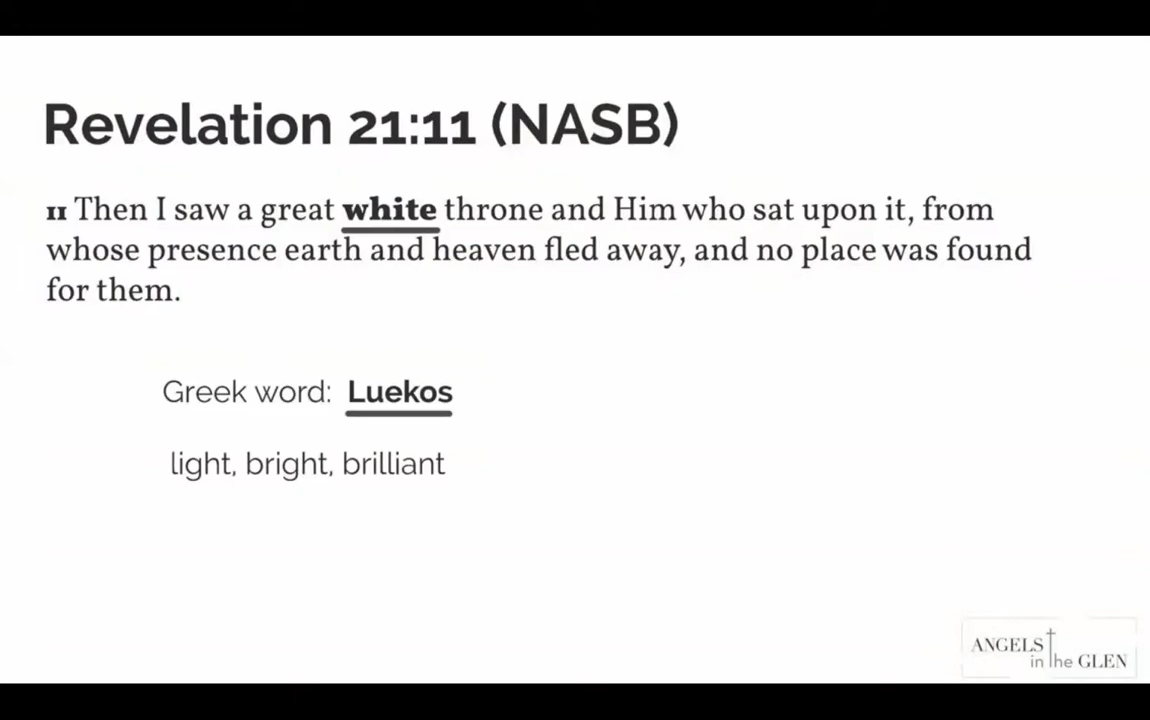 Revelation 21:11 (NASB)
11 Then I saw a great white throne and Him who sat upon it, from
whose presence earth and heaven fled away, and no place was found
for them.
Greek word: Luekos
light, bright, brilliant
ANGELS
in the GLEN